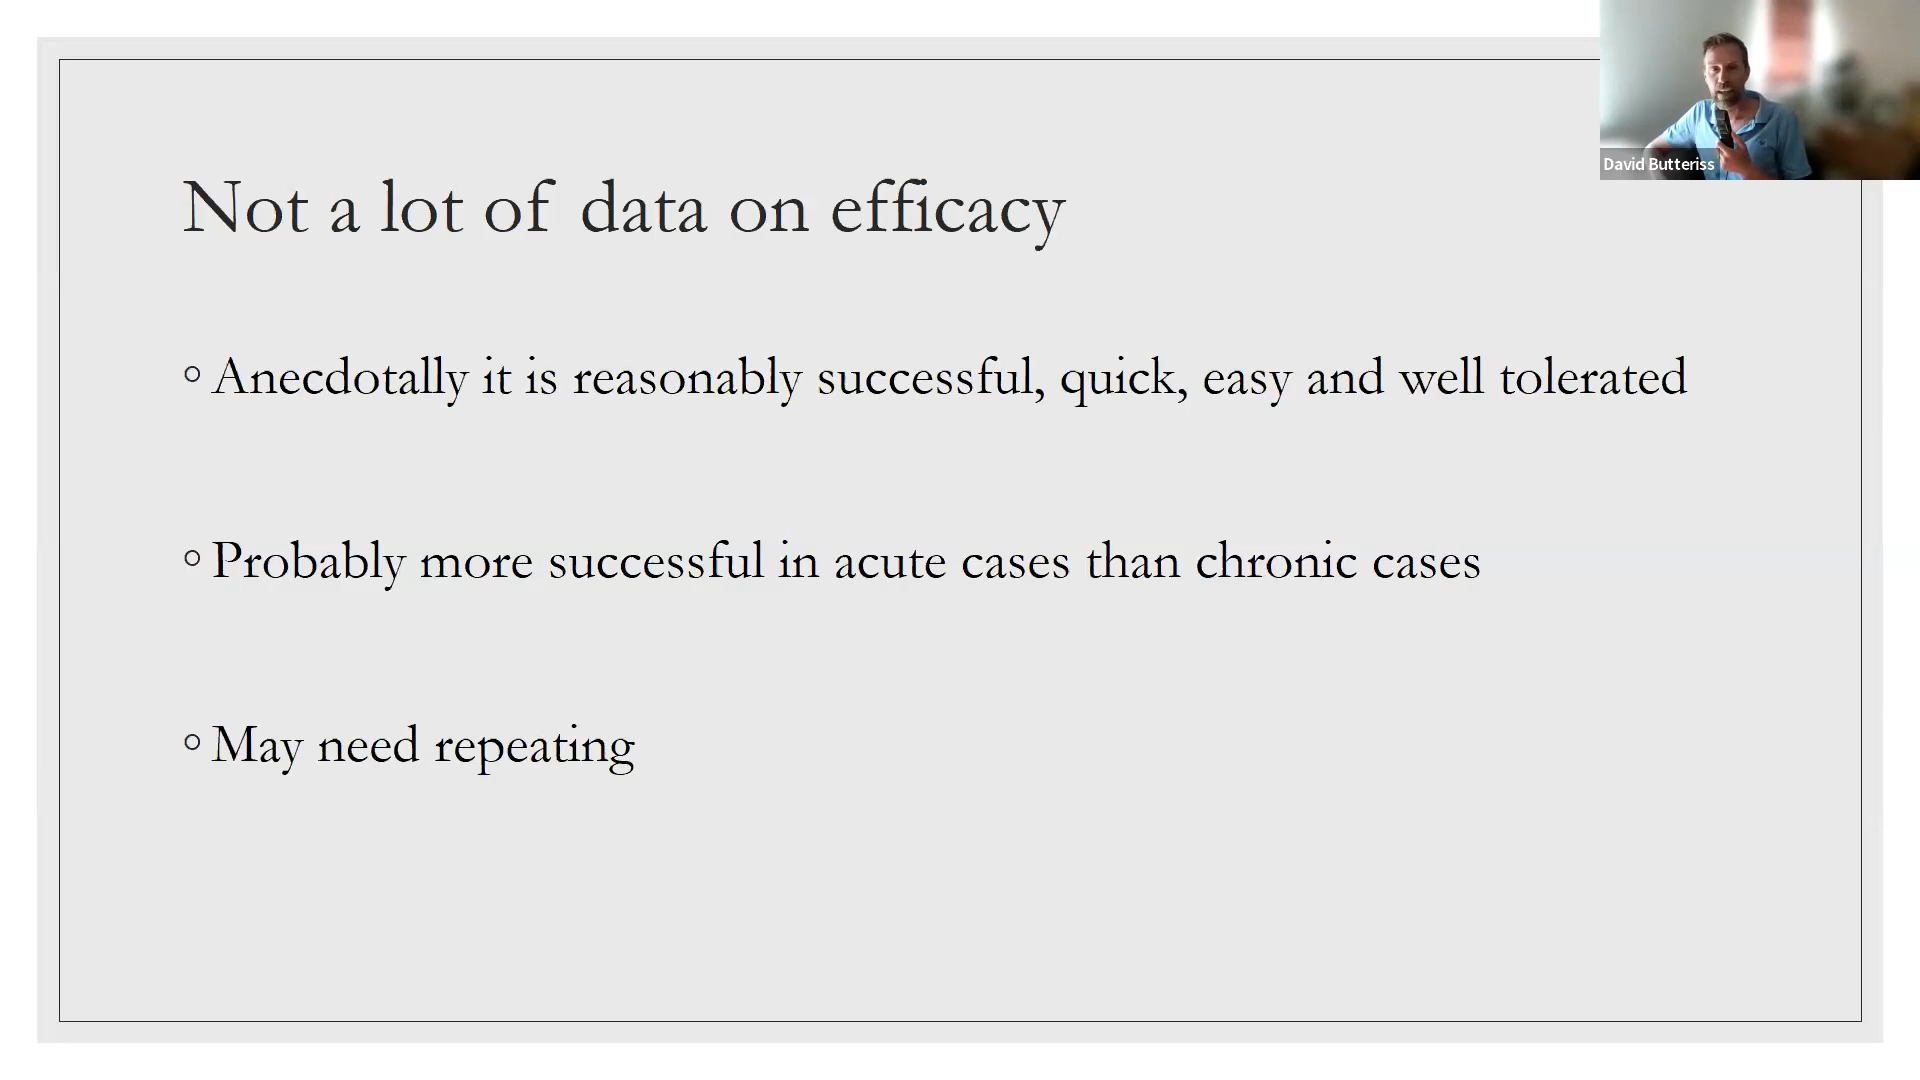 Not a lot of data on efficacy
◦ Anecdotally it is reasonably successful, quick, easy and well tolerated
◦ Probably more successful in acute cases than chronic cases
◦ May need repeating
David Butteriss